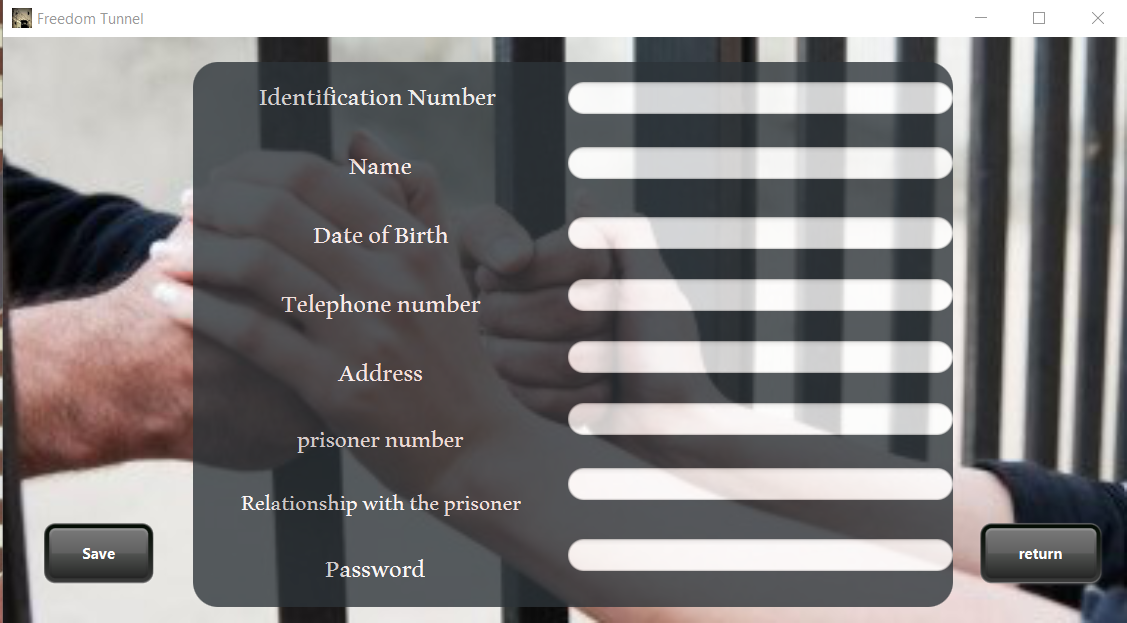 Freedom Tunnel
Identification Number
Name
Date of Birth
Telephone number
Address
prisoner number
Relationship with the prisoner
Password
Save
return